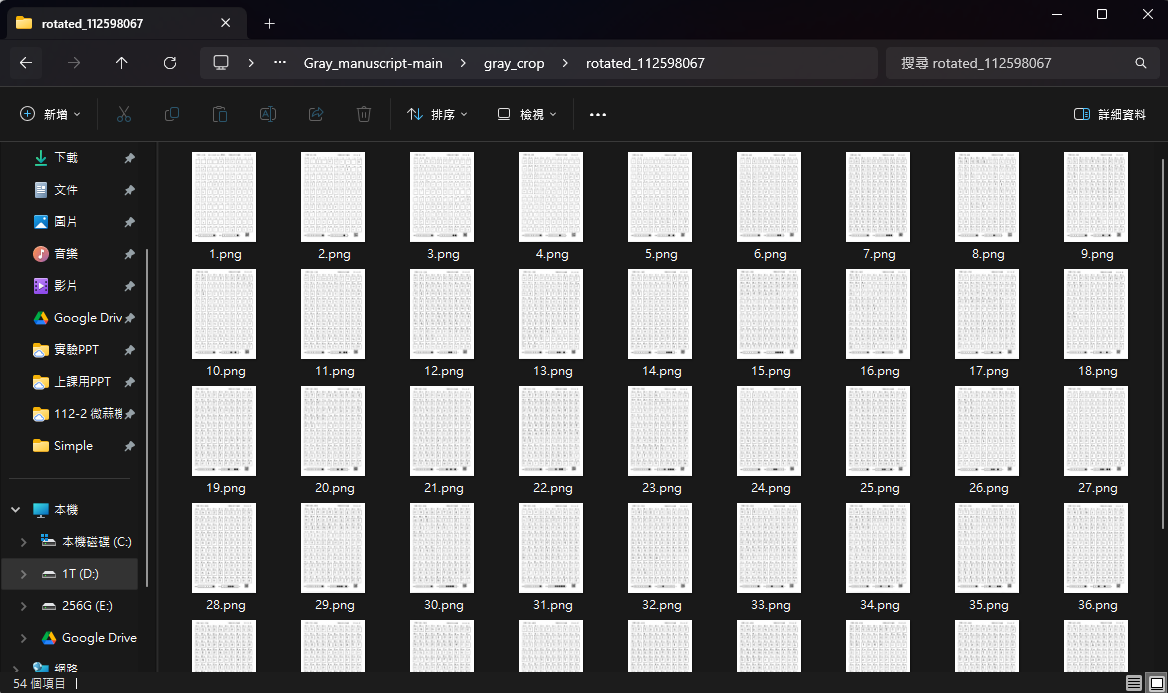 rotated_112598067
Gray_manuscript-main
gray_crop
rotated_112598067
搜尋 rotated_112598067
新增
排序
檢視
詳細資料
下載
文件
圖片
音樂
影片
Google Driv
實驗PPT
上課用PPT
112-2 微蒜機
Simple
本機
本機磁碟 (C:)
1T (D:)
256G (E:)
Google Drive
網路
1.png 2.png 3.png 4.png 5.png 6.png 7.png 8.png 9.png
10.png 11.png 12.png 13.png 14.png 15.png 16.png 17.png 18.png
19.png 20.png 21.png 22.png 23.png 24.png 25.png 26.png 27.png
28.png 29.png 30.png 31.png 32.png 33.png 34.png 35.png 36.png
54 個項目